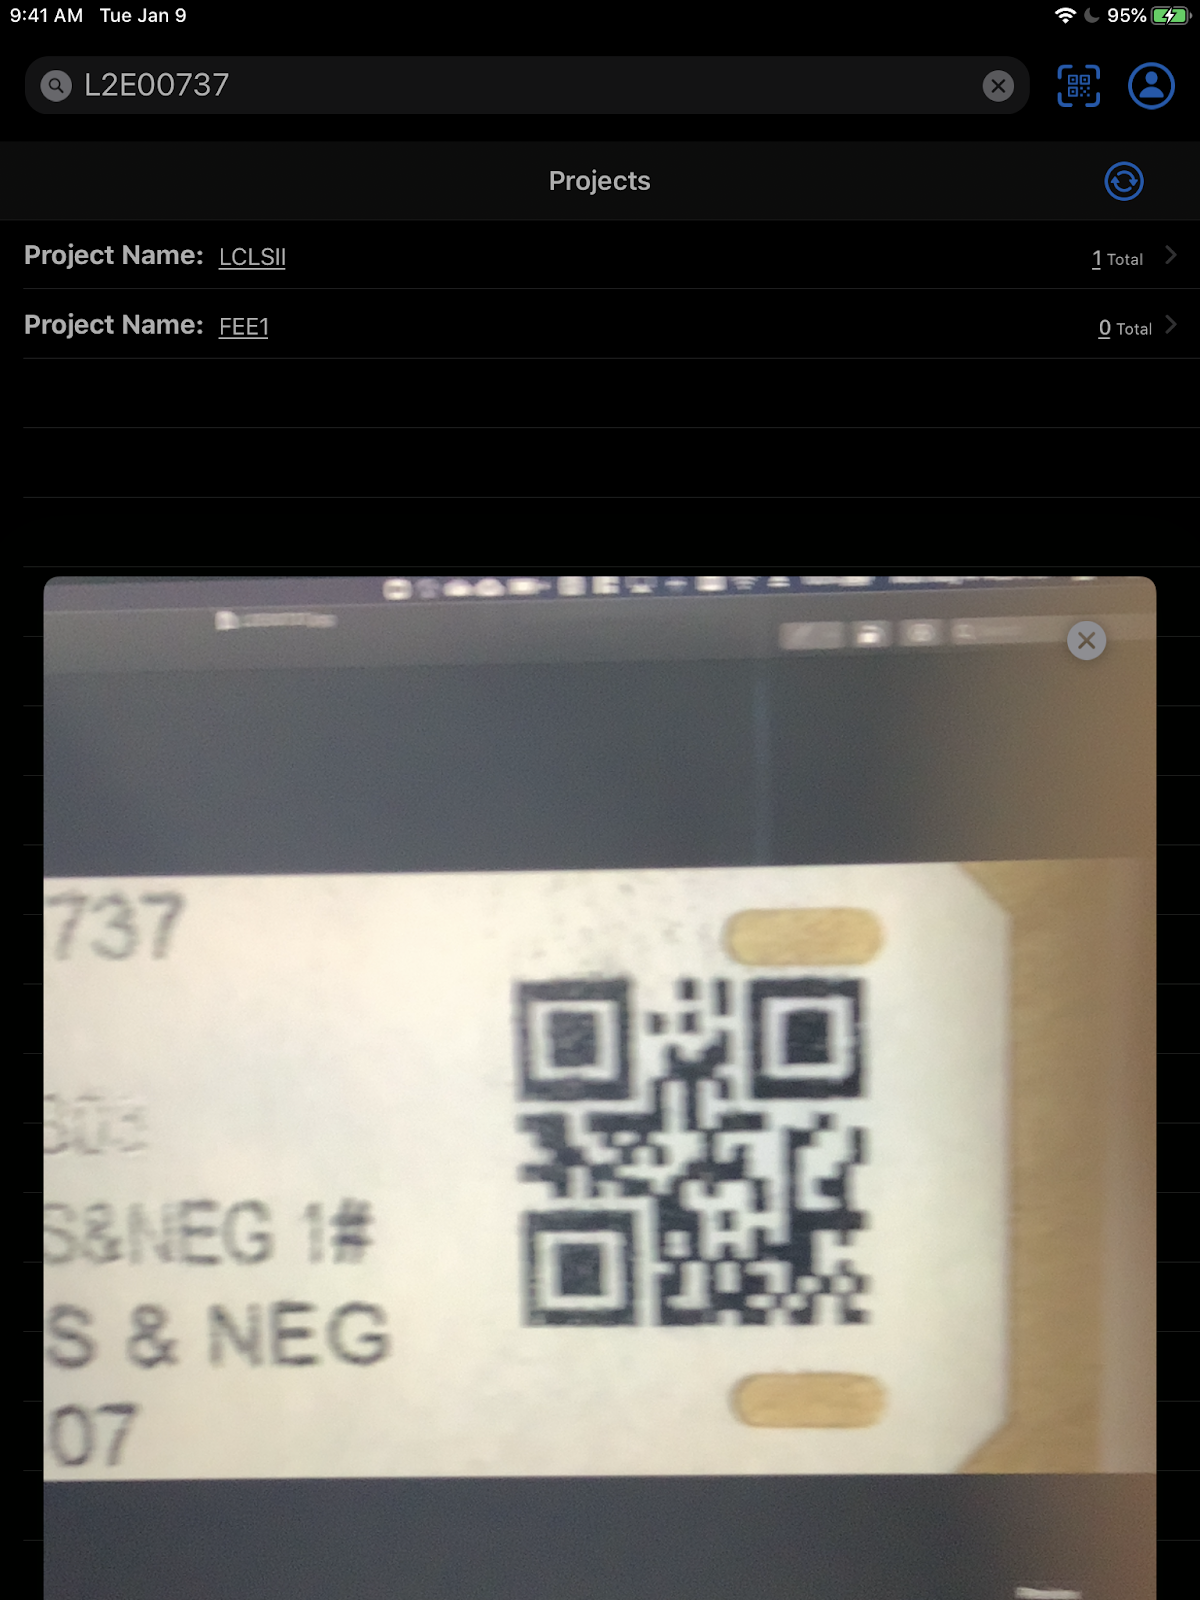 9:41 AM Tue Jan 9 95%
L2E00737
Projects
Project Name: LCLSII 1 Total
Project Name: FEE1 0 Total
737
303
S&NEG 1#
S & NEG
07